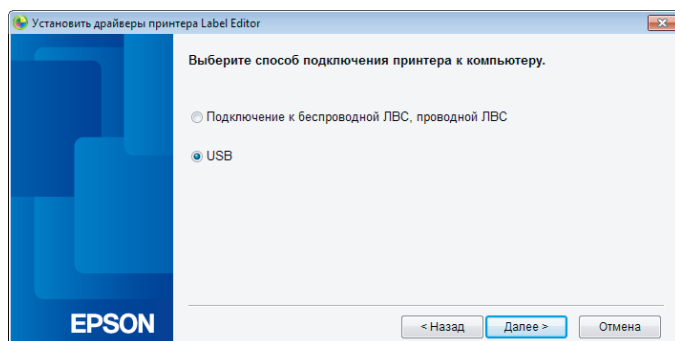 Установить драйверы принтера Label Editor
Выберите способ подключения принтера к компьютеру.
Подключение к беспроводной ЛВС, проводной ЛВС
USB
EPSON
< Назад
Далее >
Отмена